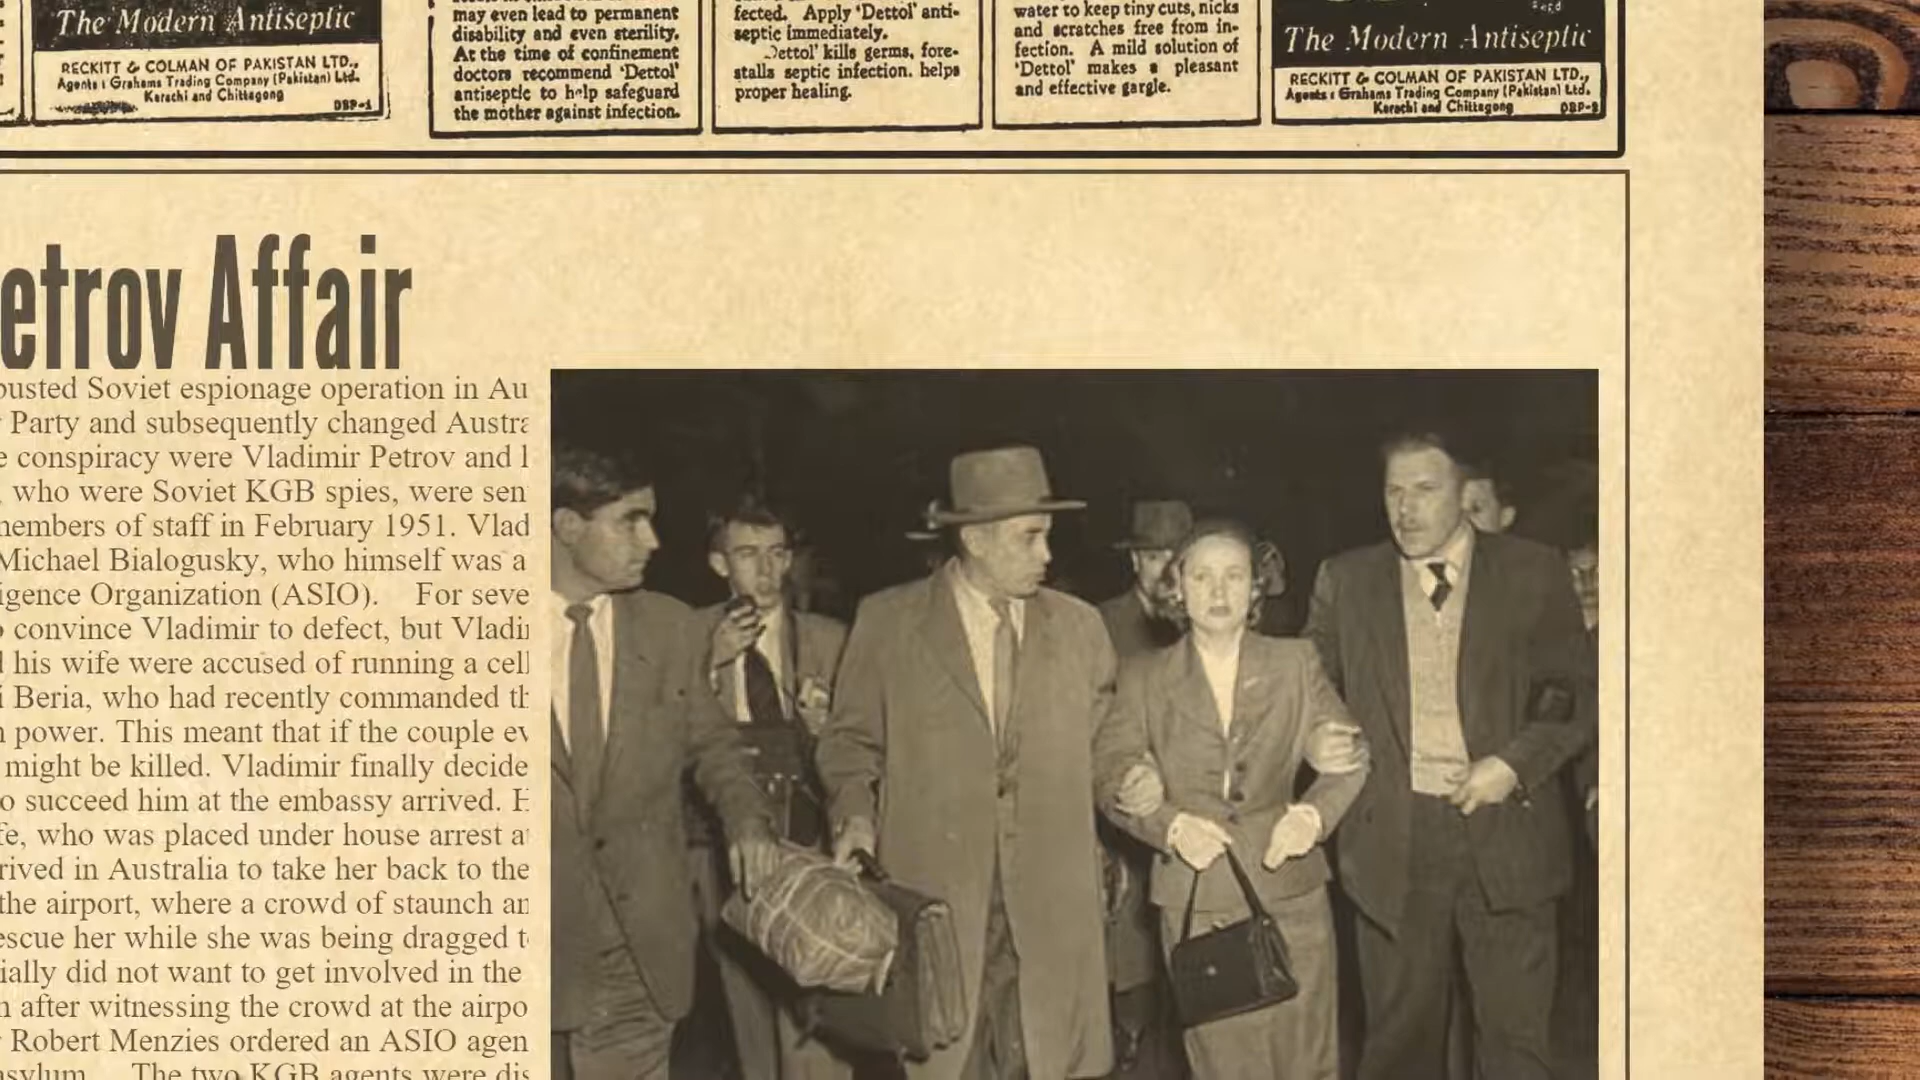 The Modern Antiseptic
RECKITT & COLMAN OF PAKISTAN LTD.,
Agents : Grahams Trading Company (Pakistan) Ltd.
Karachi and Chittagong
DBP-1
may even lead to permanent
disability and even sterility.
At the time of confinement
doctors recommend 'Dettol'
antiseptic to help safeguard
the mother against infection.
fected. Apply 'Dettol' anti-
septic immediately.
Dettol' kills germs, fore-
stalls septic infection. helps
proper healing.
water to keep tiny cuts, nicks
and scratches free from in-
fection. A mild solution of
'Dettol' makes a pleasant
and effective gargle.
The Modern Antiseptic
RECKITT & COLMAN OF PAKISTAN LTD.,
Agents : Grahams Trading Company (Pakistan) Ltd.
Karachi and Chittagong
etrov Affair
busted Soviet espionage operation in Au
Party and subsequently changed Austra
e conspiracy were Vladimir Petrov and
, who were Soviet KGB spies, were sen
members of staff in February 1951. Vlad
Michael Bialogusky, who himself was a
igence Organization (ASIO). For seve
o convince Vladimir to defect, but Vladi
his wife were accused of running a cell
i Beria, who had recently commanded th
n power. This meant that if the couple ev
might be killed. Vladimir finally decide
o succeed him at the embassy arrived. H
fe, who was placed under house arrest a
rived in Australia to take her back to the
the airport, where a crowd of staunch an
escue her while she was being dragged t
ially did not want to get involved in the
n after witnessing the crowd at the airpo
Robert Menzies ordered an ASIO agen
asylum. The two KGB agents were dis